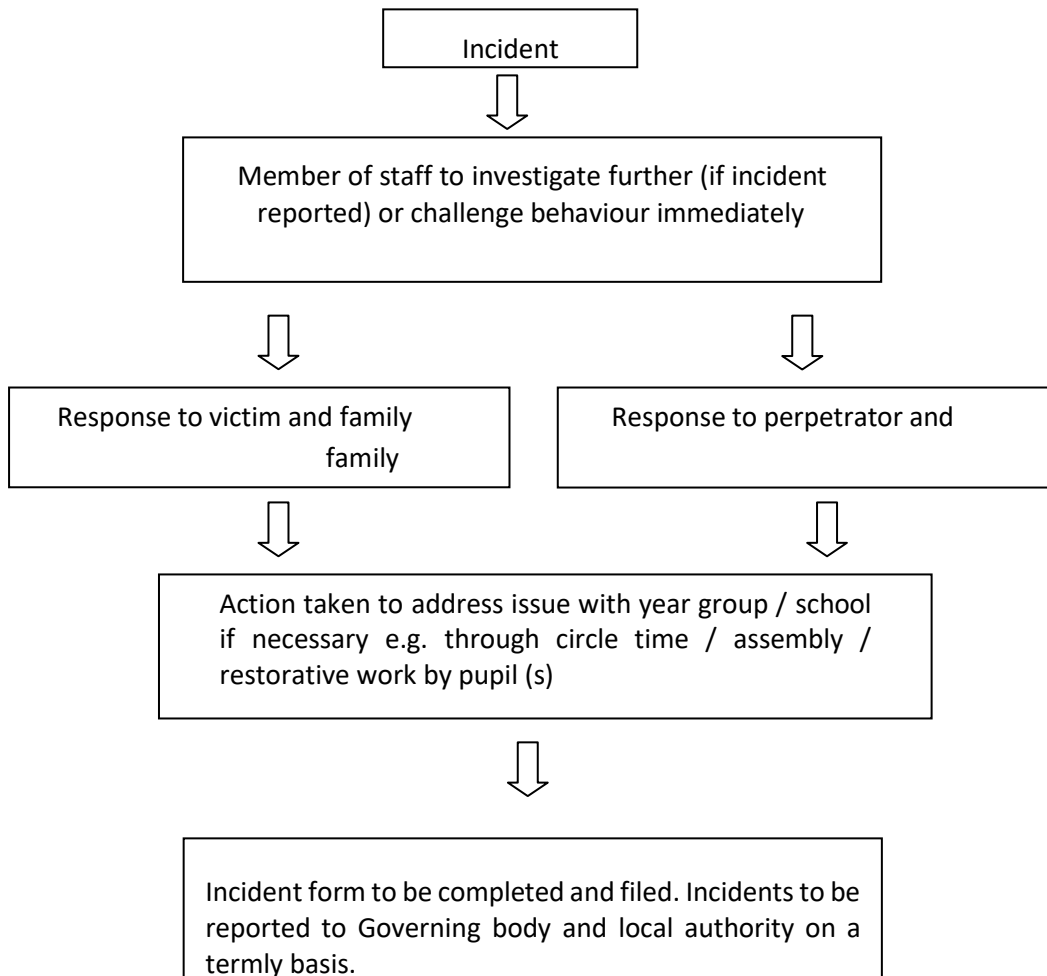 Incident
Member of staff to investigate further (if incident
reported) or challenge behaviour immediately
Response to victim and family
family
Response to perpetrator and
Action taken to address issue with year group / school
if necessary e.g. through circle time / assembly /
restorative work by pupil (s)
Incident form to be completed and filed. Incidents to be
reported to Governing body and local authority on a
termly basis.